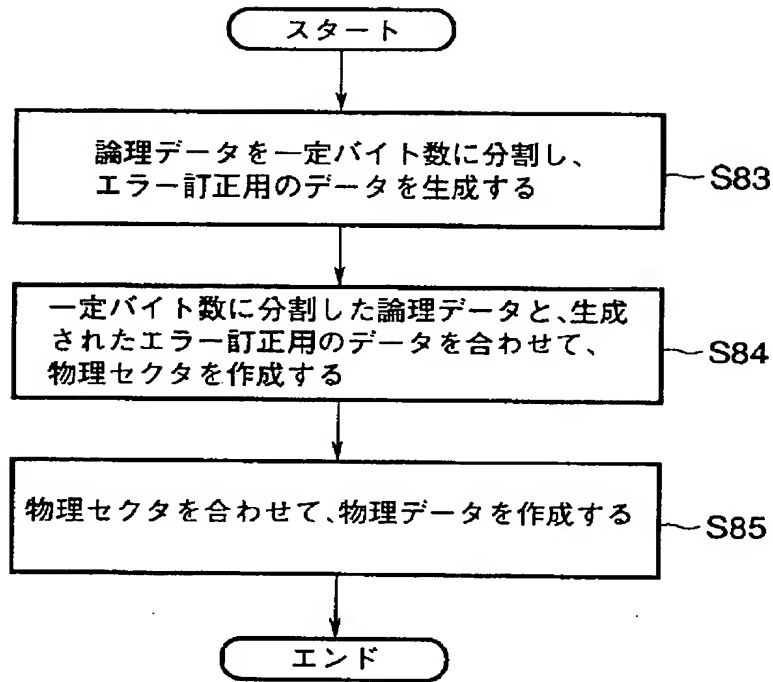 スタート
論理データを一定バイト数に分割し、
エラー訂正用のデータを生成する
S83
一定バイト数に分割した論理データと、生成
されたエラー訂正用のデータを合わせて、
物理セクタを作成する
S84
物理セクタを合わせて、物理データを作成する
S85
エンド